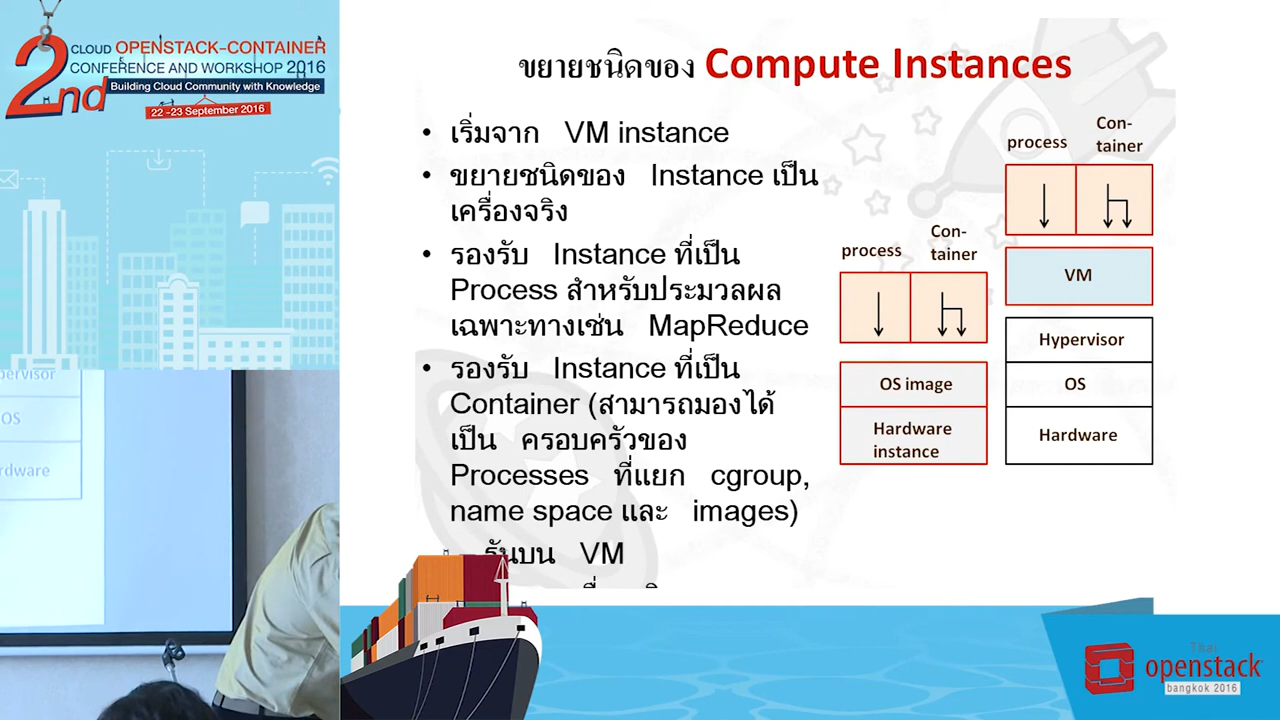 2nd
CLOUD OPENSTACK-CONTAINER
CONFERENCE AND WORKSHOP 2016
Building Cloud Community with Knowledge
22 -23 September 2016
ขยายชนิดของ Compute Instances
• เริ่มจาก VM instance
• ขยายชนิดของ Instance เป็น
เครื่องจริง
• รองรับ Instance ที่เป็น
Process สำหรับประมวลผล
เฉพาะทางเช่น MapReduce
• รองรับ Instance ที่เป็น
Container (สามารถมองได้
เป็น ครอบครัวของ
Processes ที่แยก cgroup,
name space และ images)
รันบน VM
process
Con-
tainer
OS image
Hardware
instance
process
Con-
tainer
VM
Hypervisor
OS
Hardware
pervisor
OS
rdware
Thai
openstack
bangkok 2016